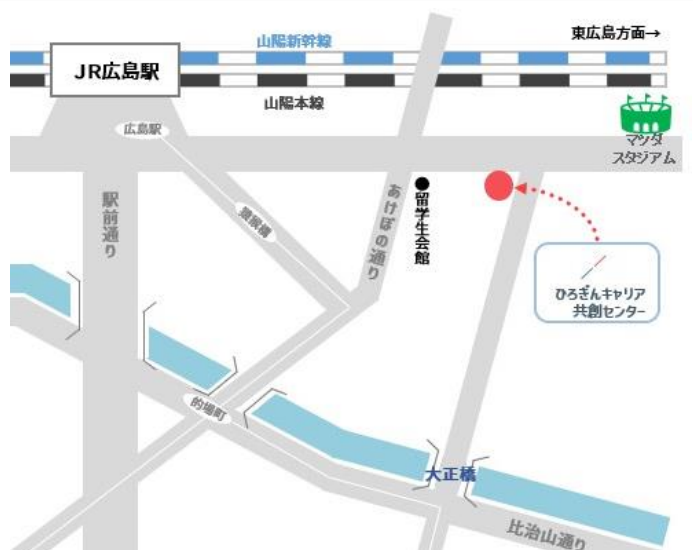 山陽新幹線
東広島方面→
JR広島駅
山陽本線
広島駅
マツダ
スタジアム
駅前通り
猿猴橋
あけぼの通り
留学生会館
ひろぎんキャリア
共創センター
的場町
大正橋
比治山通り